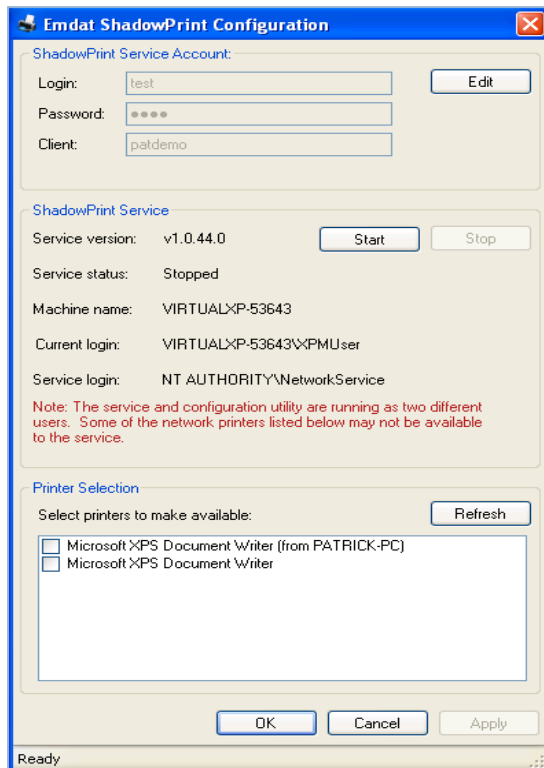 Emdat ShadowPrint Configuration
ShadowPrint Service Account:
Login: test Edit
Password: ●●●●
Client: patdemo
ShadowPrint Service
Service version: v1.0.44.0 Start Stop
Service status: Stopped
Machine name: VIRTUALXP-53643
Current login: VIRTUALXP-53643\XPMUser
Service login: NT AUTHORITY\NetworkService
Note: The service and configuration utility are running as two different
users. Some of the network printers listed below may not be available
to the service.
Printer Selection
Select printers to make available: Refresh
Microsoft XPS Document Writer (from PATRICK-PC)
Microsoft XPS Document Writer
OK Cancel Apply
Ready